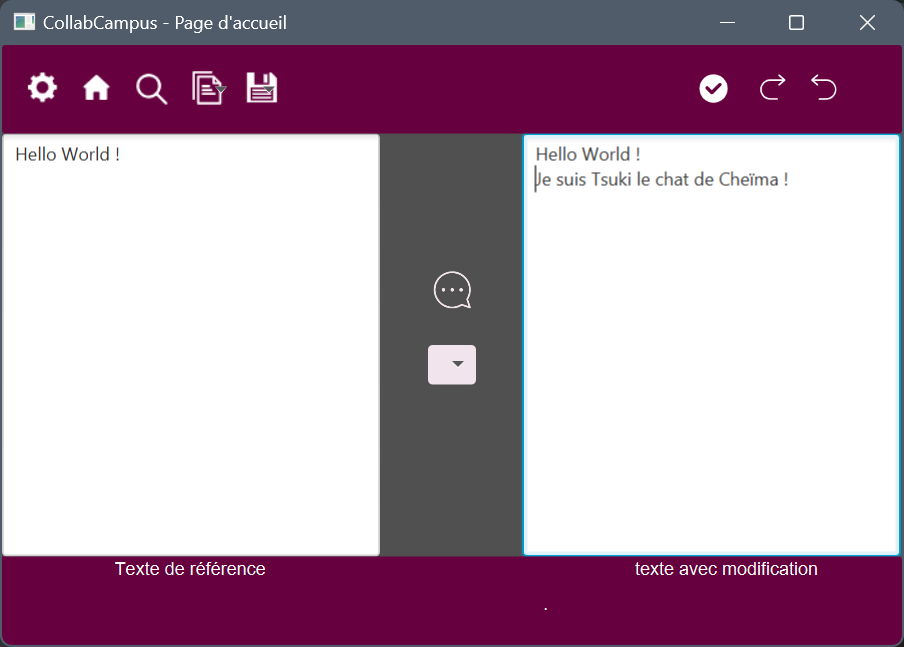 CollabCampus - Page d'accueil
Hello World !
Hello World !
Je suis Tsuki le chat de Cheïma !
Texte de référence
texte avec modification
.